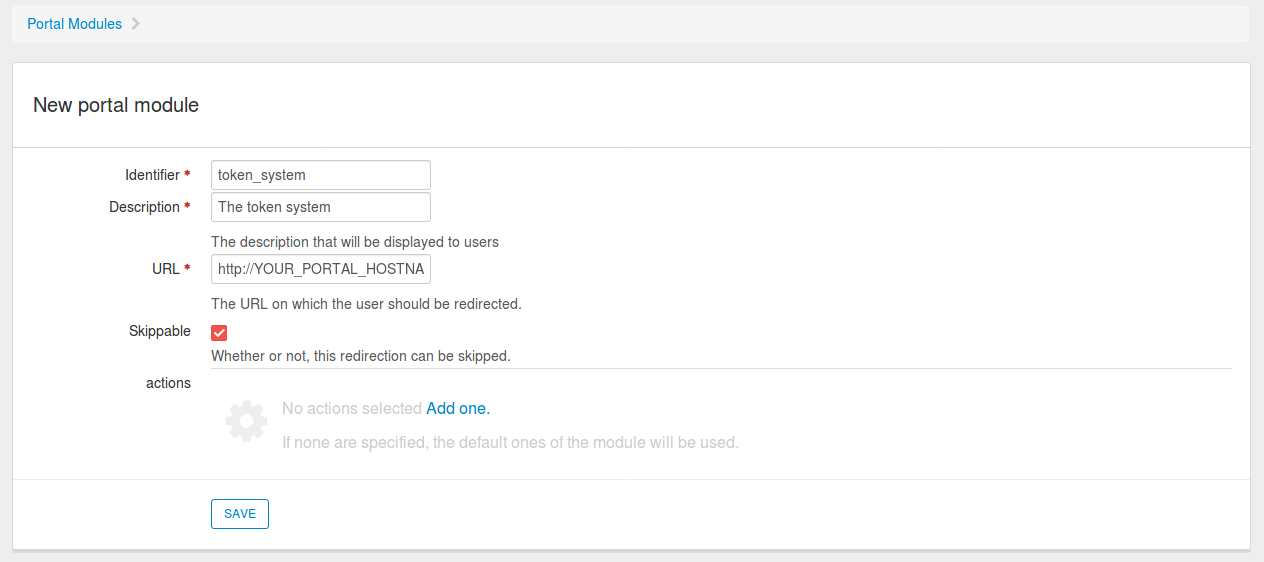 Portal Modules
New portal module
Identifier *
token_system
Description *
The token system
The description that will be displayed to users
URL *
http://YOUR_PORTAL_HOSTNA
The URL on which the user should be redirected.
Skippable
Whether or not, this redirection can be skipped.
actions
No actions selected Add one.
If none are specified, the default ones of the module will be used.
SAVE